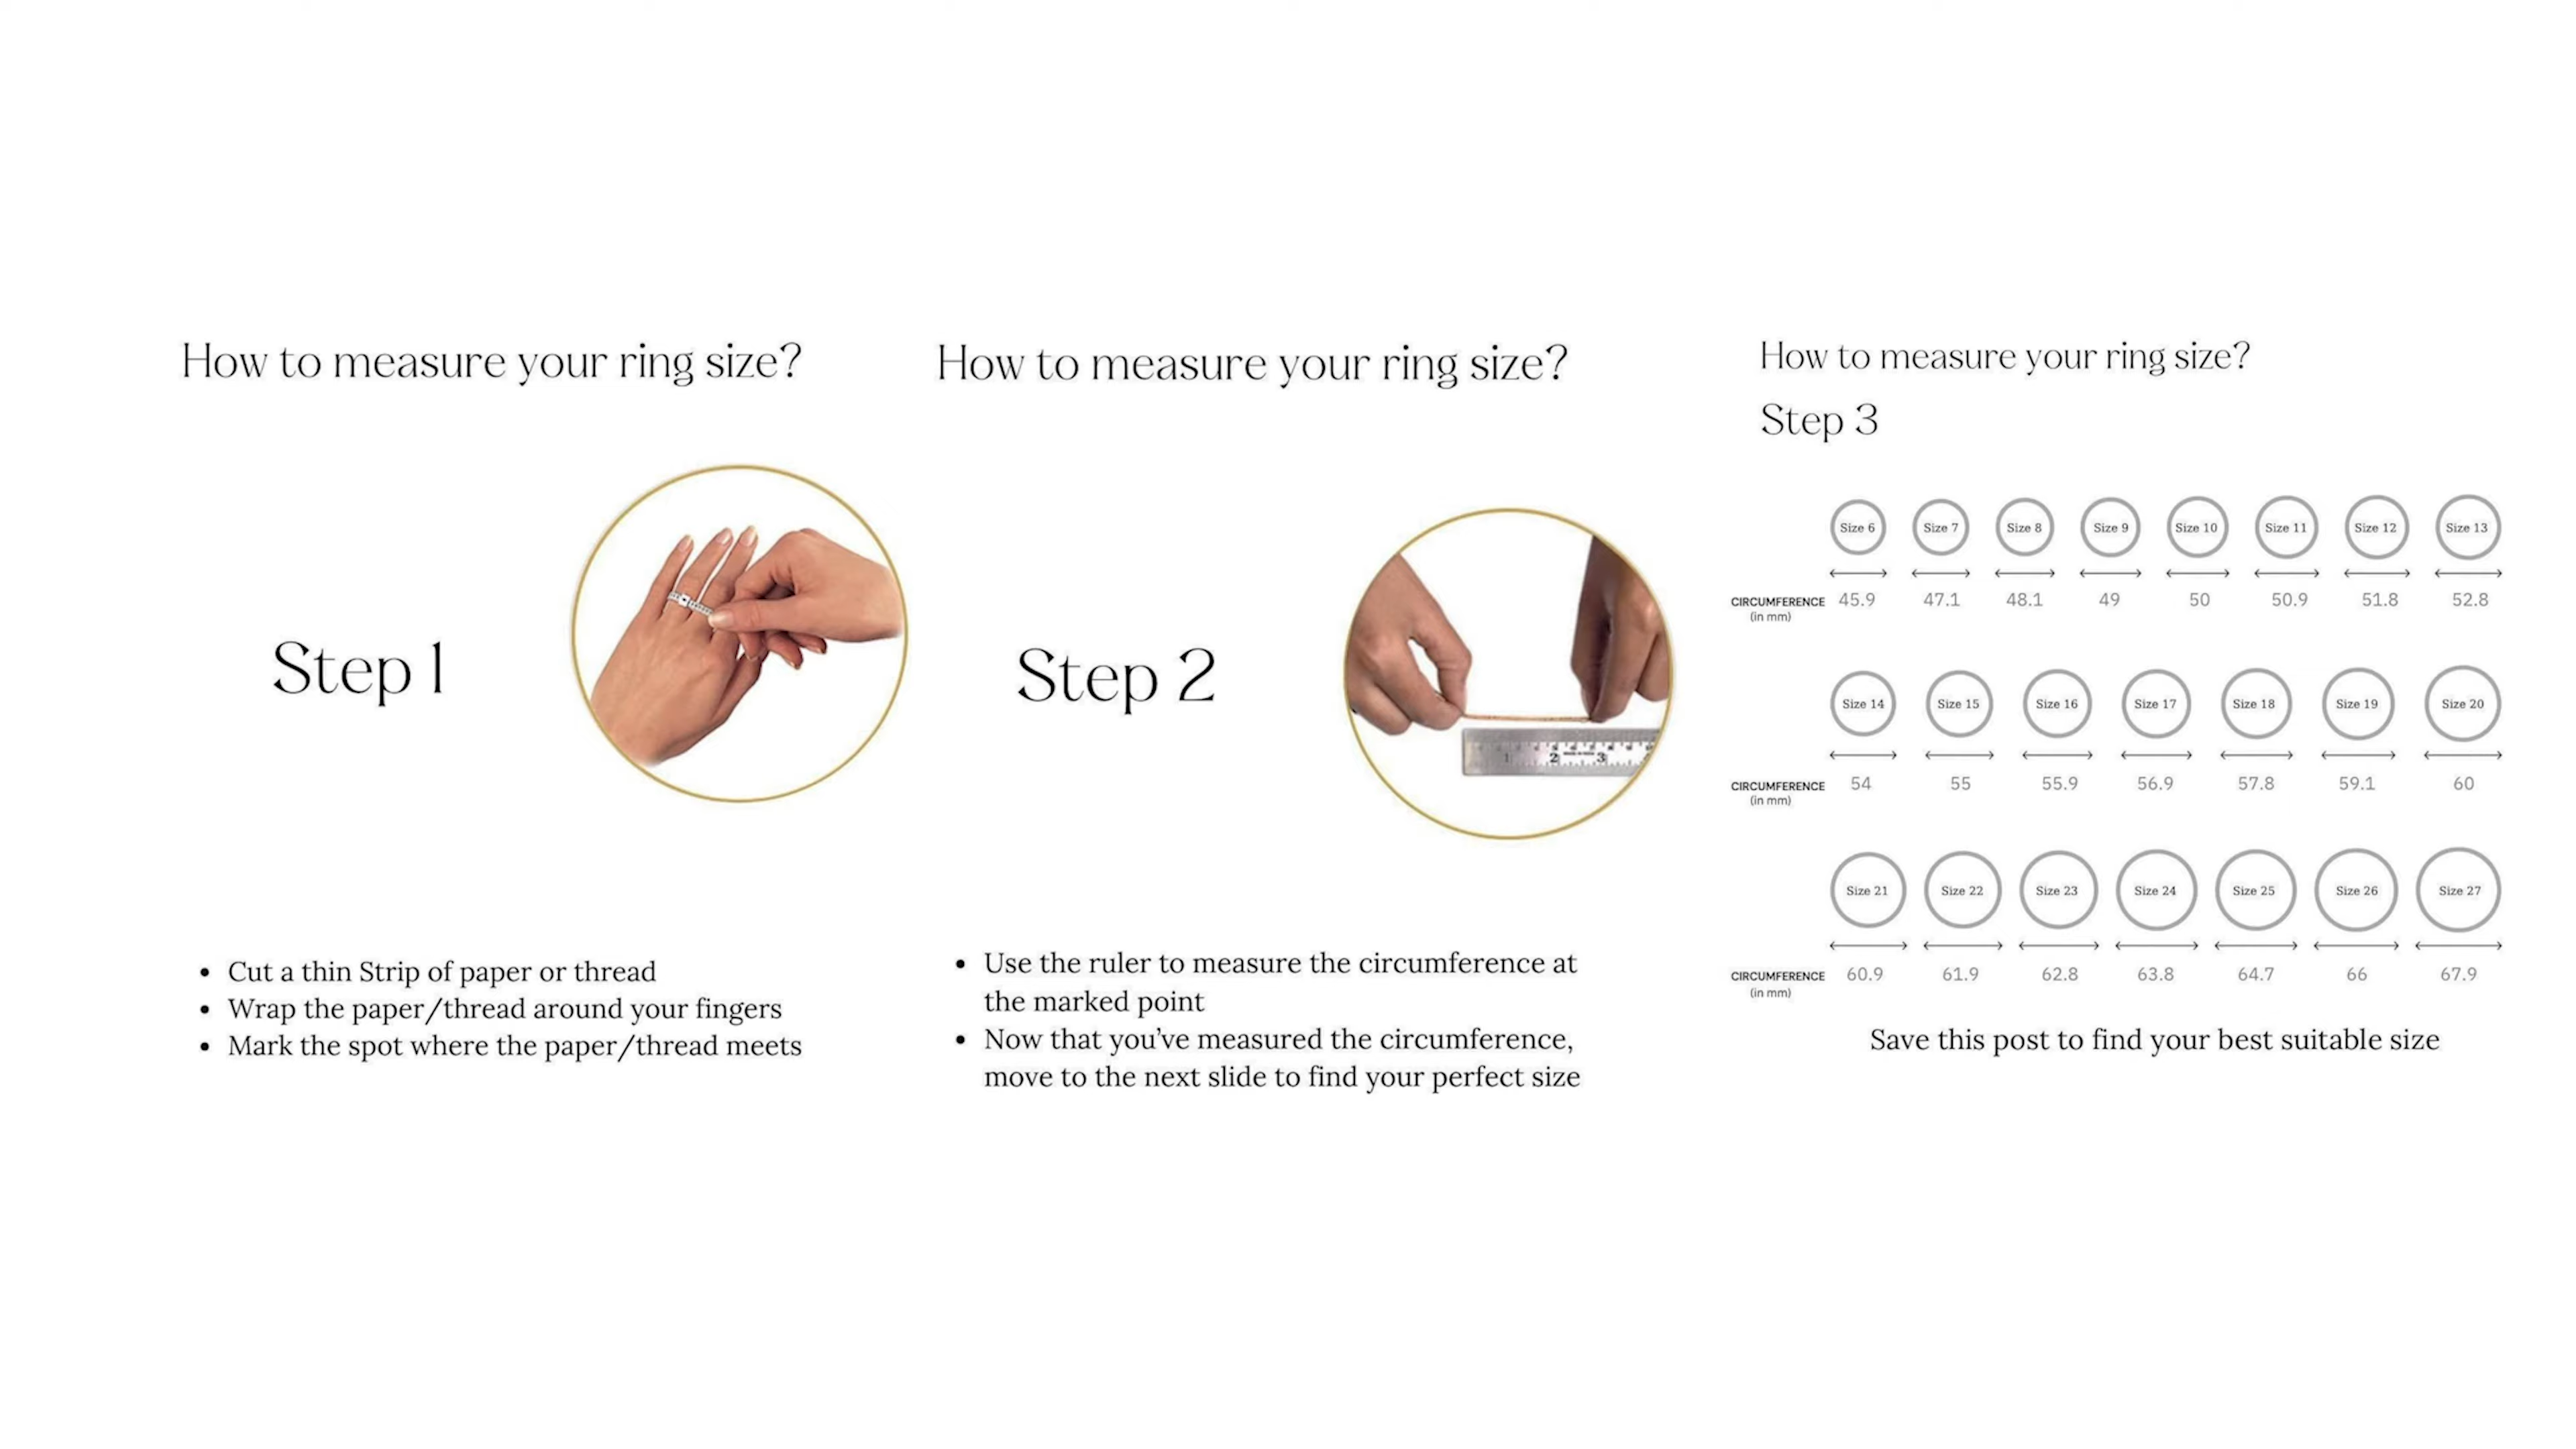 How to measure your ring size?
Step 1
• Cut a thin Strip of paper or thread
• Wrap the paper/thread around your fingers
• Mark the spot where the paper/thread meets
How to measure your ring size?
Step 2
1 2 3
• Use the ruler to measure the circumference at
the marked point
• Now that you've measured the circumference,
move to the next slide to find your perfect size
How to measure your ring size?
Step 3
Size 6 Size 7 Size 8 Size 9 Size 10 Size 11 Size 12 Size 13
CIRCUMFERENCE 45.9 47.1 48.1 49 50 50.9 51.8 52.8
(in mm)
Size 14 Size 15 Size 16 Size 17 Size 18 Size 19 Size 20
CIRCUMFERENCE 54 55 55.9 56.9 57.8 59.1 60
(in mm)
Size 21 Size 22 Size 23 Size 24 Size 25 Size 26 Size 27
CIRCUMFERENCE 60.9 61.9 62.8 63.8 64.7 66 67.9
(in mm)
Save this post to find your best suitable size